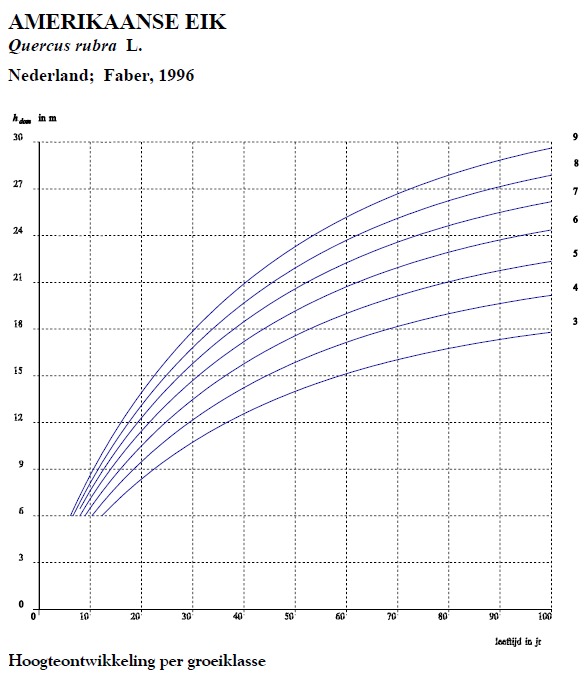 AMERIKAANSE EIK
Quercus rubra L.
Nederland; Faber, 1996
h dom in m
30
27
24
21
18
15
12
9
6
3
0
9
8
7
6
5
4
3
0 10 20 30 40 50 60 70 80 90 100
leeftijd in jr
Hoogteontwikkeling per groeiklasse